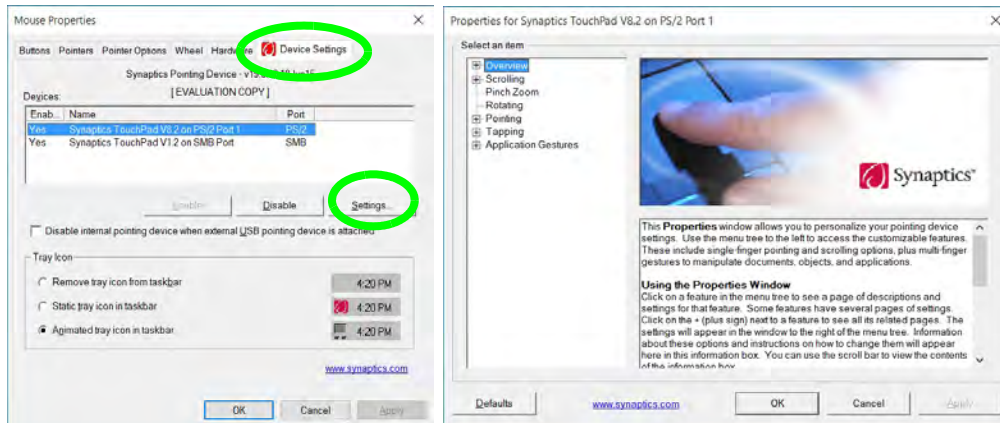 Mouse Properties
Buttons Pointers Pointer Options Wheel Hardware Device Settings
Synaptics Pointing Device -
[ EVALUATION COPY ]
Devices:
Enab... Name Port
Yes Synaptics TouchPad V8.2 on PS/2 Port 1 PS/2
Yes Synaptics TouchPad V1.2 on SMB Port SMB
Enable Disable Settings...
Disable internal pointing device when external USB pointing device is attached
Tray Icon
Remove tray icon from taskbar 4:20 PM
Static tray icon in taskbar 4:20 PM
Animated tray icon in taskbar 4:20 PM
www.synaptics.com
OK Cancel Apply
Properties for Synaptics TouchPad V8.2 on PS/2 Port 1
Select an item
Overview
Scrolling
Pinch Zoom
Rotating
Pointing
Tapping
Application Gestures
Synaptics
This Properties window allows you to personalize your pointing device
settings. Use the menu tree to the left to access the customizable features.
These include single-finger pointing and scrolling options, plus multi-finger
gestures to manipulate documents, objects, and applications.
Using the Properties Window
Click on a feature in the menu tree to see a page of descriptions and
settings for that feature. Some features have several pages of settings.
Click on the + (plus sign) next to a feature to see all its related pages. The
settings will appear in the window to the right of the menu tree. Information
about these options and instructions on how to change them will appear
here in this information box. You can use the scroll bar to view the contents
of the information box.
Defaults www.synaptics.com OK Cancel Apply